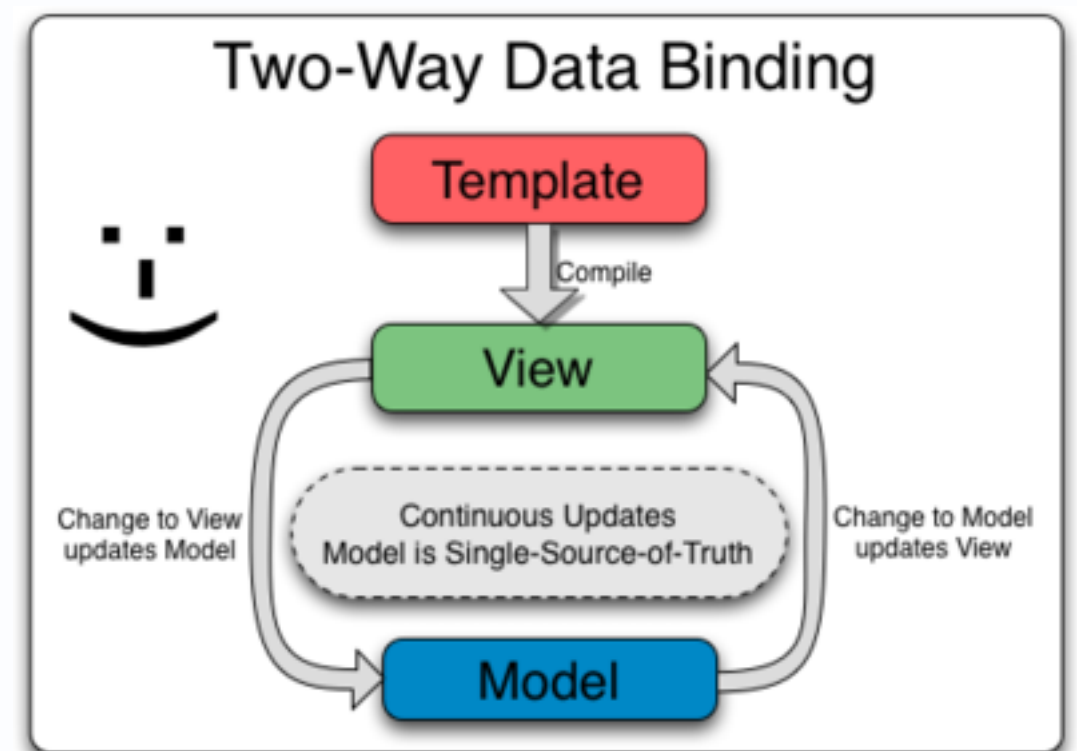 Two-Way Data Binding
Template
Compile
View
Continuous Updates
Model is Single-Source-of-Truth
Change to View
updates Model
Change to Model
updates View
Model